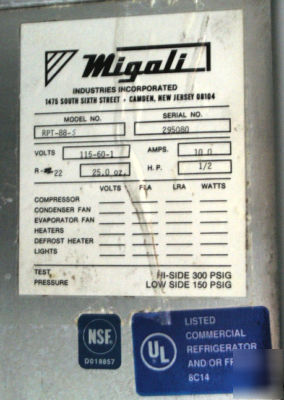 Migali
INDUSTRIES INCORPORATED
1475 SOUTH SIXTH STREET • CAMDEN, NEW JERSEY 08104
MODEL NO. SERIAL NO.
RPT-88-S 295080
VOLTS 115-60-1 AMPS. 10.0
R- 22 25.0 oz. H.P. 1/2
VOLTS FLA LRA WATTS
COMPRESSOR
CONDENSER FAN
EVAPORATOR FAN
HEATERS
DEFROST HEATER
LIGHTS
TEST HI-SIDE 300 PSIG
PRESSURE LOW SIDE 150 PSIG
NSF
D018857
UL
LISTED
COMMERCIAL
REFRIGERATOR
AND/OR FR
8C14